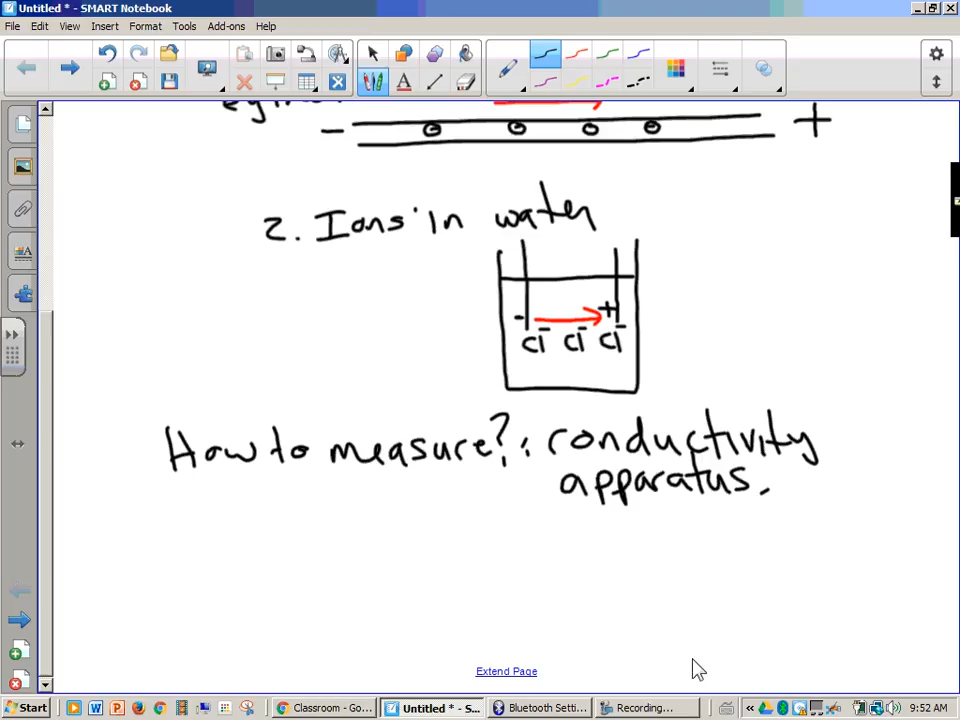 Untitled * - SMART Notebook
File Edit View Insert Format Tools Add-ons Help
- +
2. Ions in water
- +
Cl⁻ Cl⁻ Cl⁻
How to measure?: conductivity
apparatus.
Extend Page
Start Classroom - Go... Untitled * - S... Bluetooth Setti... Recording... 9:52 AM